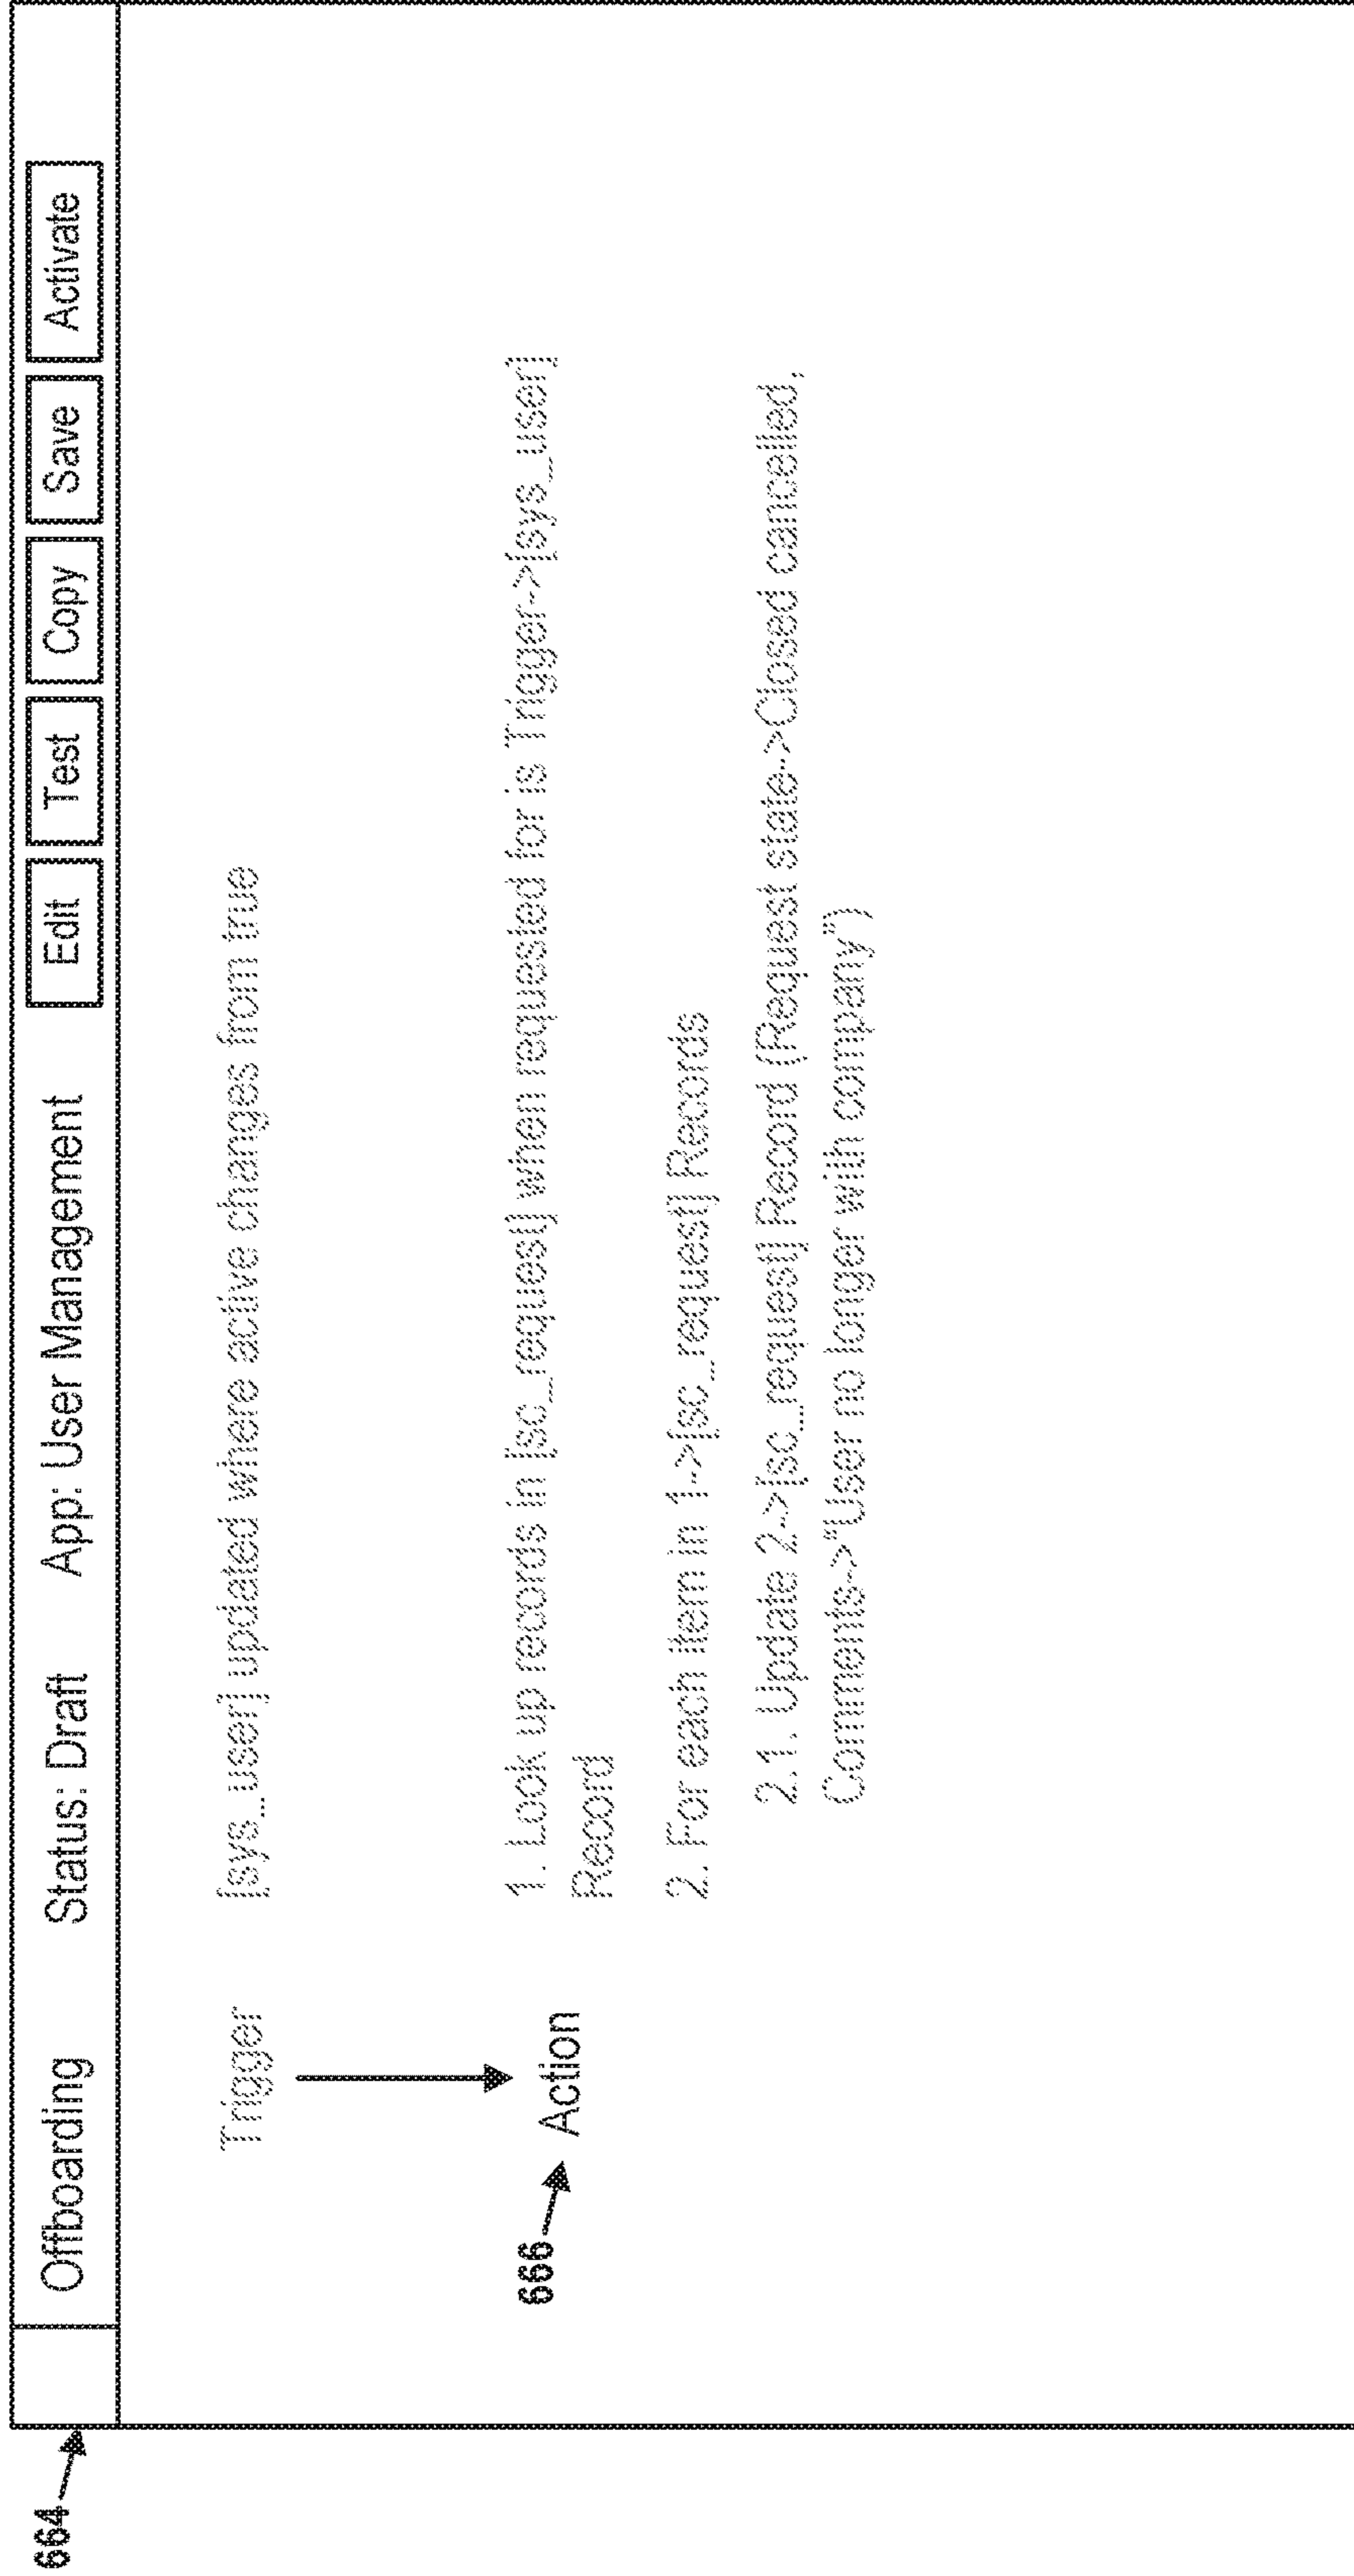 664
Offboarding Status: Draft App: User Management Edit Test Copy Save Activate
Trigger [sys_user] updated where active changes from true
666 Action
1. Look up records in [sc_request] when requested for is Trigger->[sys_user]
Record
2. For each item in 1->[sc_request] Records
2.1. Update 2->[sc_request] Record (Request state->Closed cancelled,
Comments->"User no longer with company")